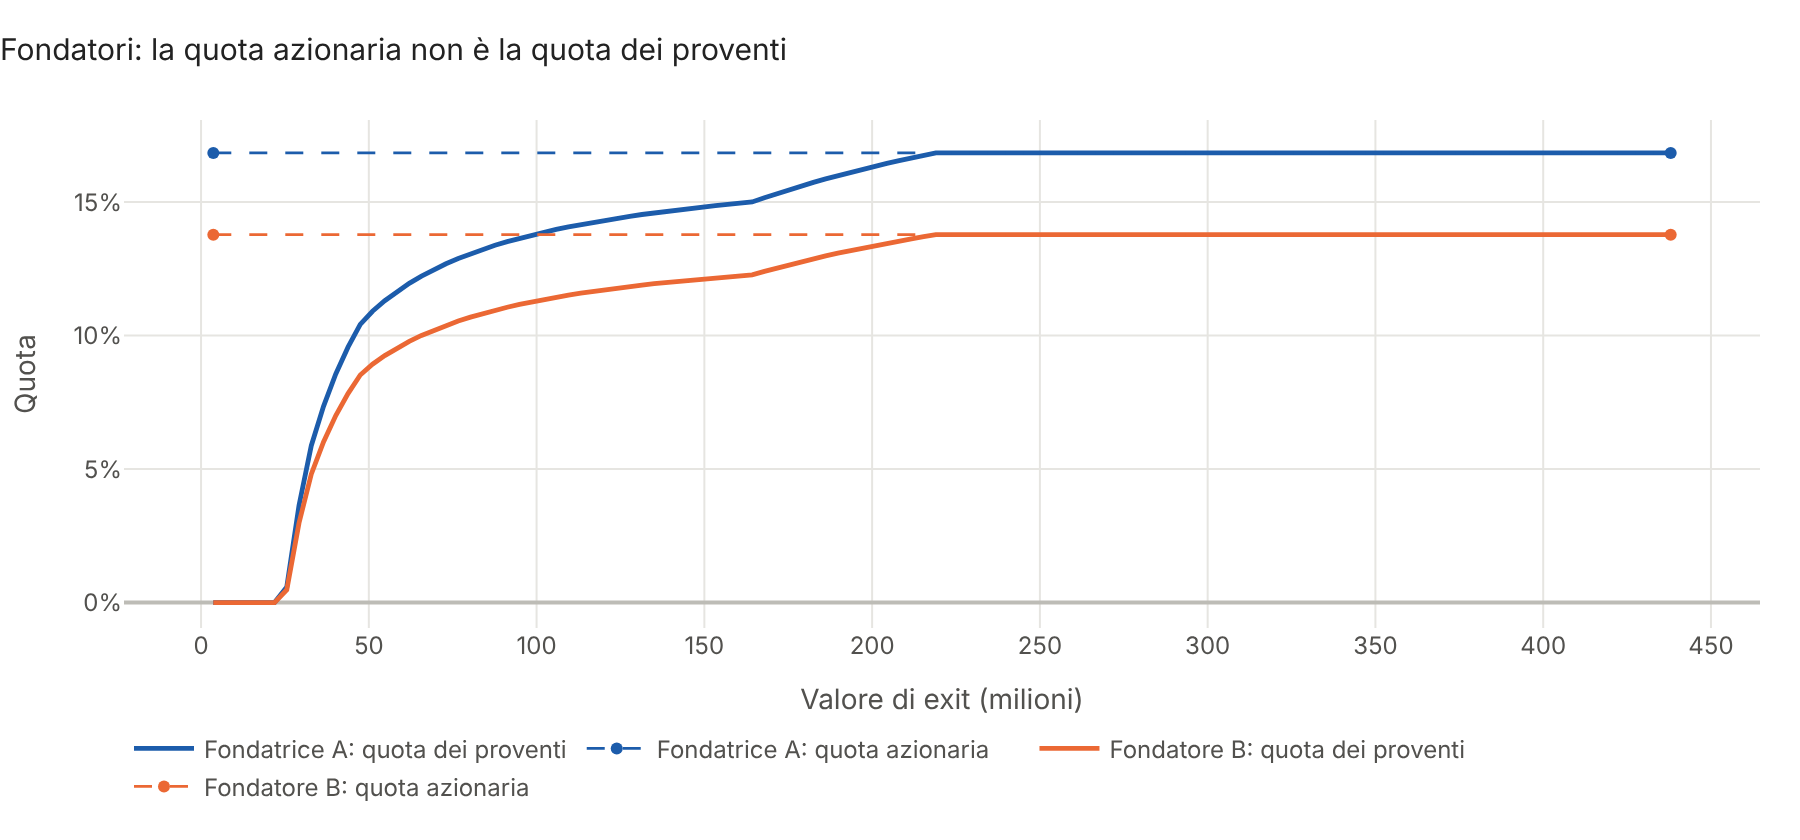 Fondatori: la quota azionaria non è la quota dei proventi
Quota
15%
10%
5%
0%
0 50 100 150 200 250 300 350 400 450
Valore di exit (milioni)
Fondatrice A: quota dei proventi Fondatrice A: quota azionaria Fondatore B: quota dei proventi
Fondatore B: quota azionaria